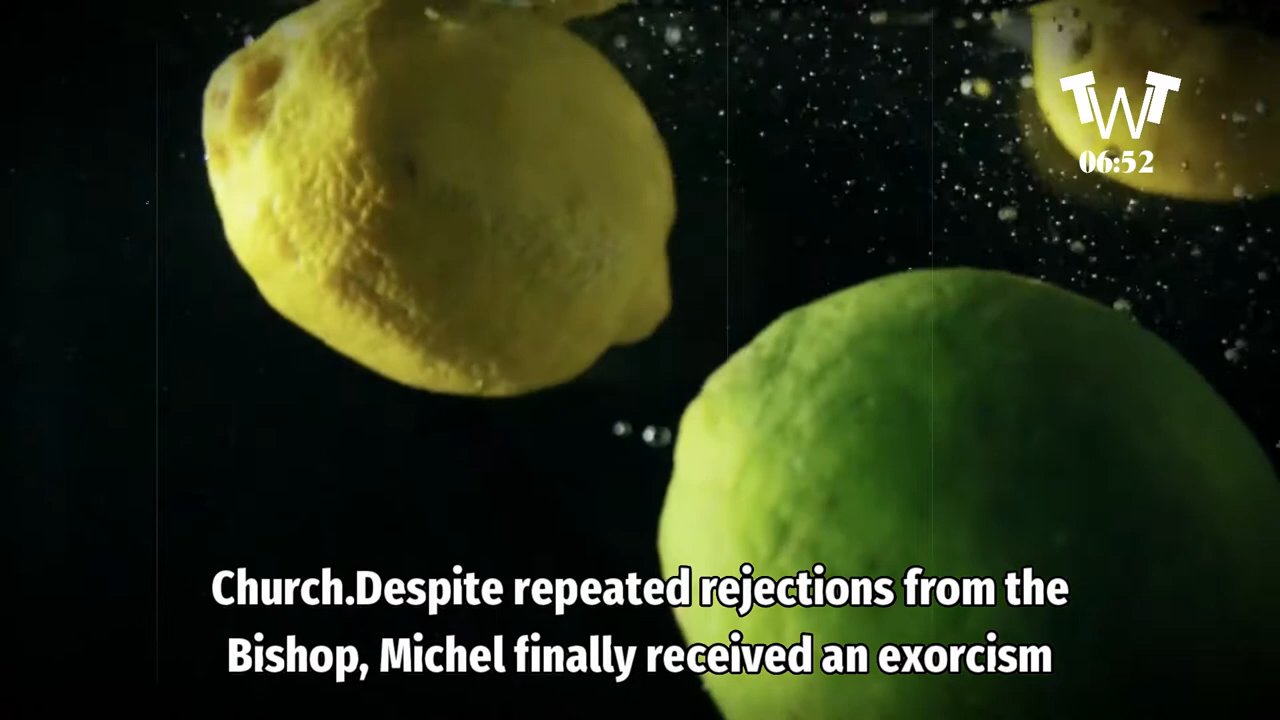 TWT
06:52
Church.Despite repeated rejections from the
Bishop, Michel finally received an exorcism